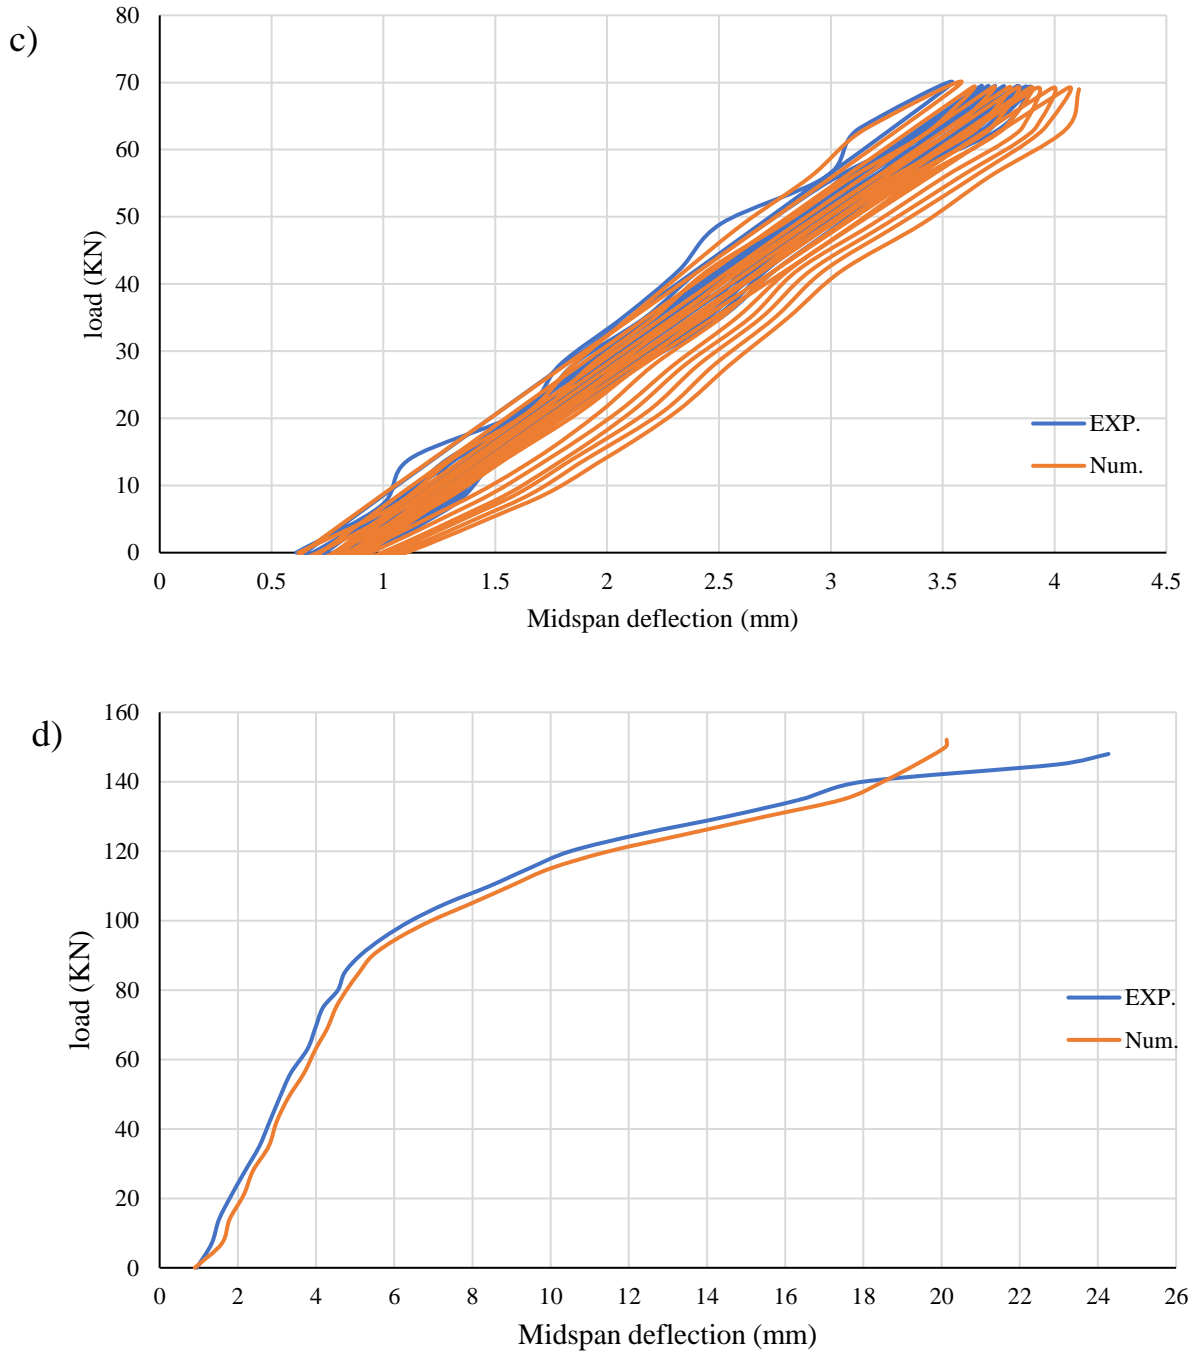 c)
80
70
60
50
40
30
20
10
0
load (KN)
EXP.
Num.
0 0.5 1 1.5 2 2.5 3 3.5 4 4.5
Midspan deflection (mm)
d)
160
140
120
100
80
60
40
20
0
load (KN)
EXP.
Num.
0 2 4 6 8 10 12 14 16 18 20 22 24 26
Midspan deflection (mm)